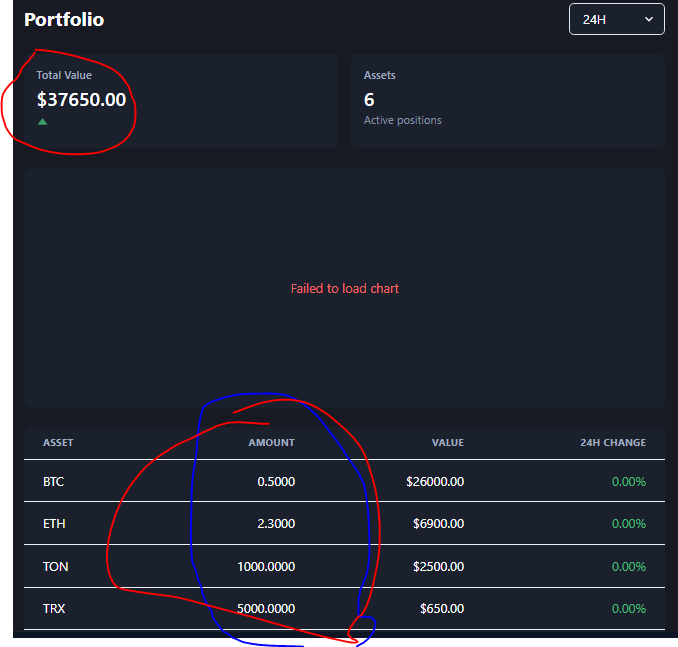 Portfolio
24H
Total Value
$37650.00
Assets
6
Active positions
Failed to load chart
ASSET AMOUNT VALUE 24H CHANGE
BTC 0.5000 $26000.00 0.00%
ETH 2.3000 $6900.00 0.00%
TON 1000.0000 $2500.00 0.00%
TRX 5000.0000 $650.00 0.00%